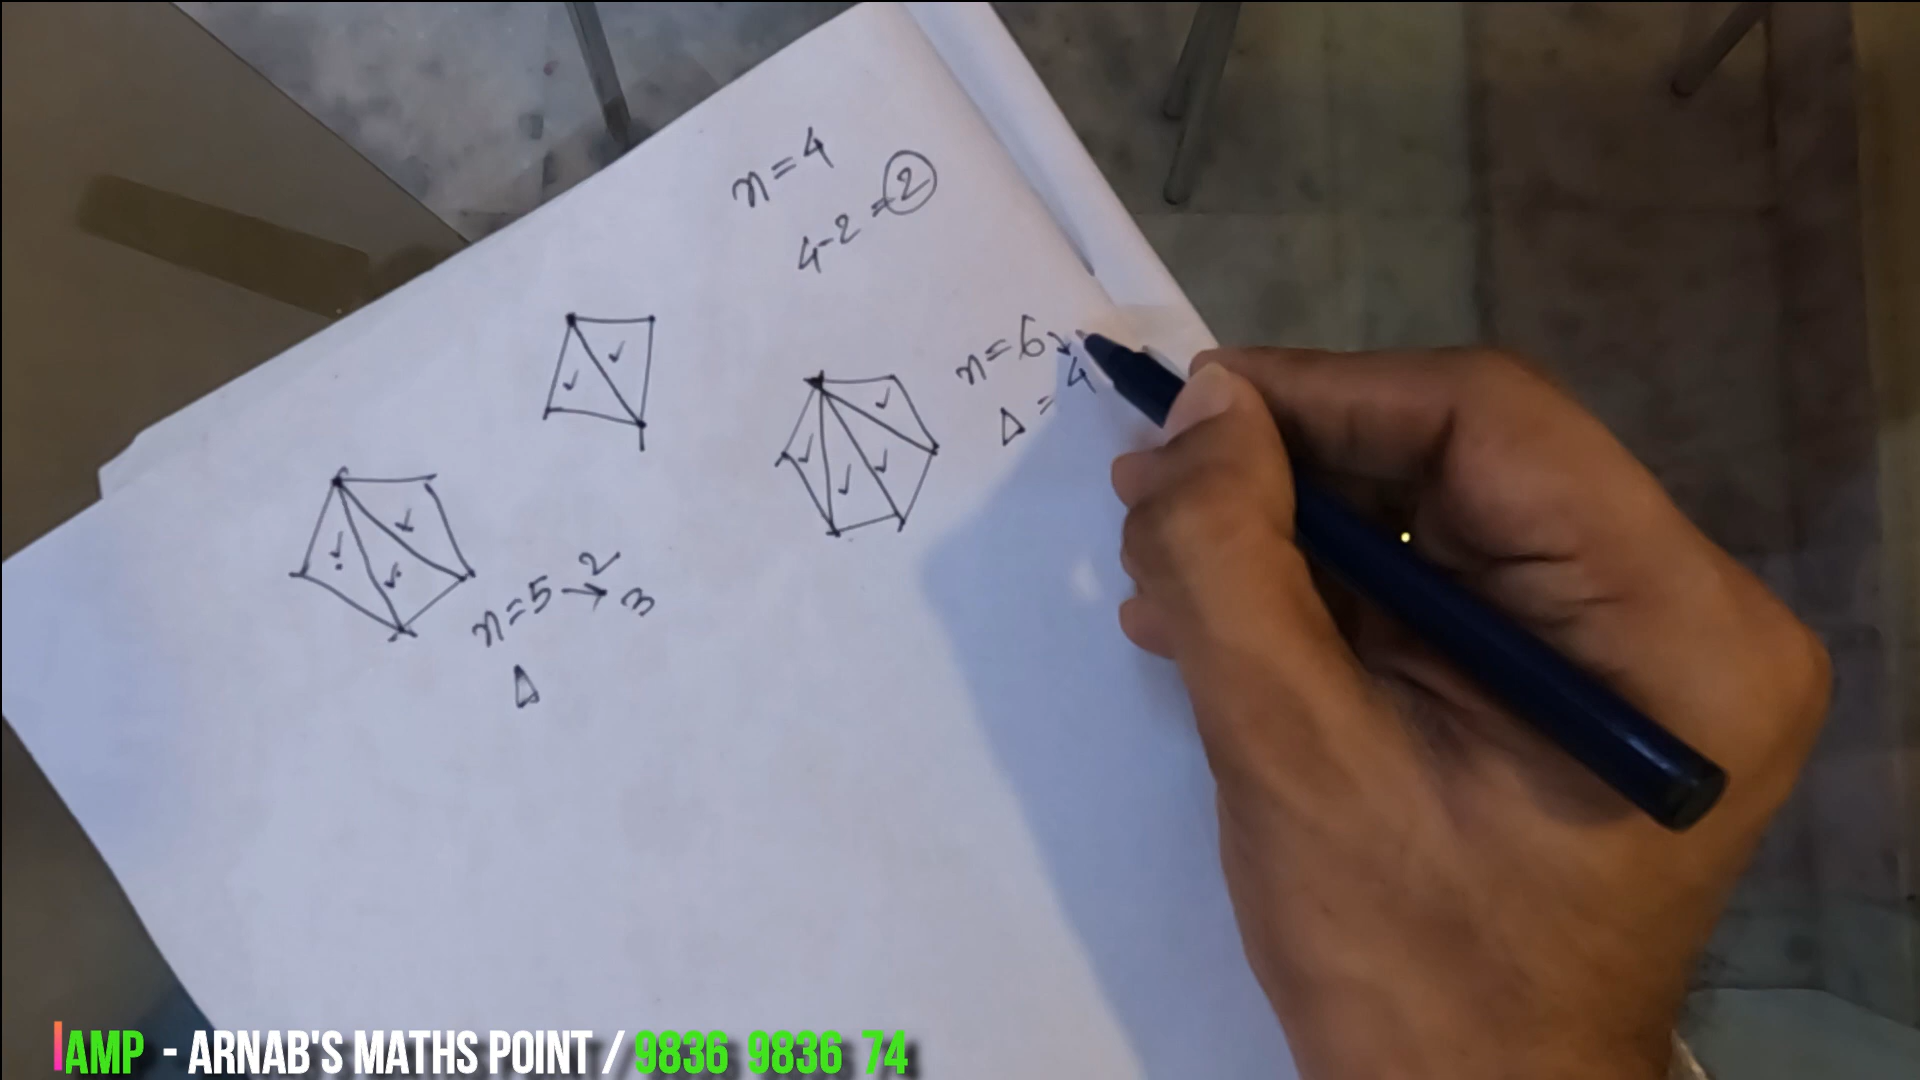 n=4
4-2=2
n=6 ↘
Δ = 4
2
n=5 → 3
Δ
AMP - ARNAB'S MATHS POINT / 9836 9836 74